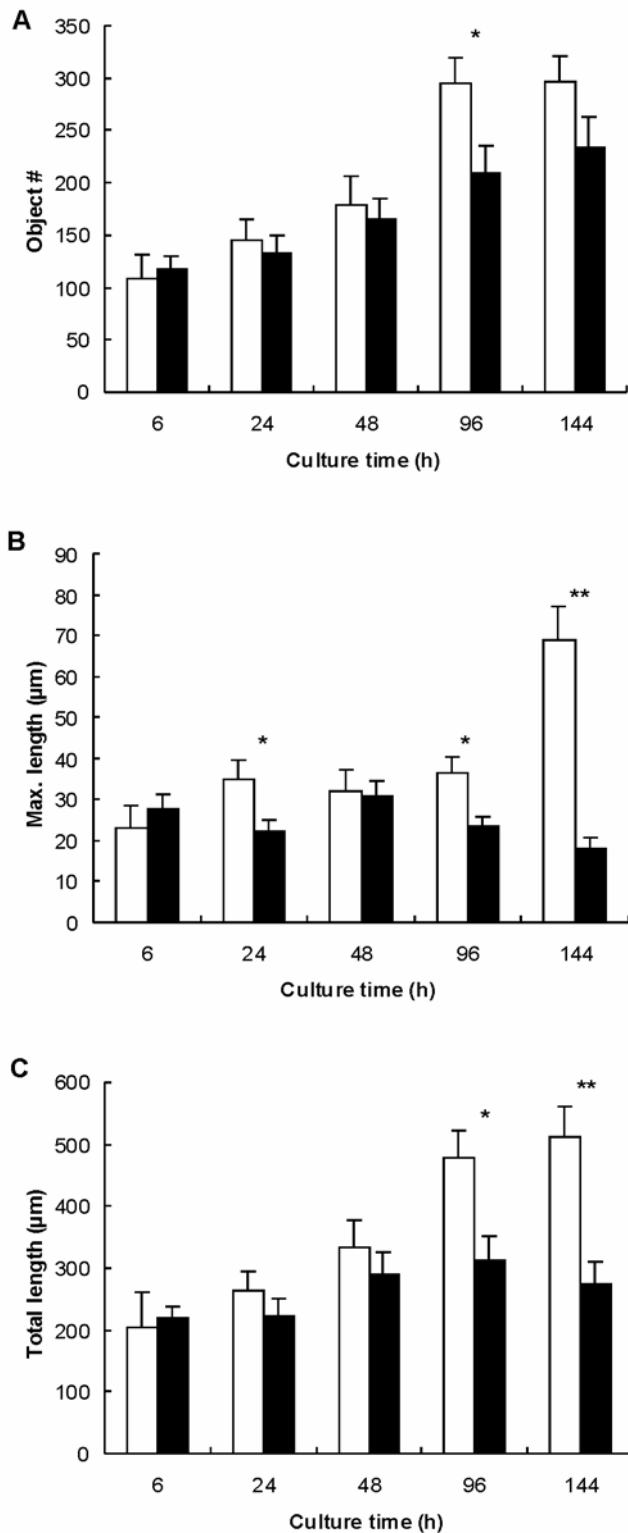 A
350
300
250
200
150
100
50
0
Object #
*
6 24 48 96 144
Culture time (h)
B
90
80
70
60
50
40
30
20
10
0
Max. length (µm)
* * **
6 24 48 96 144
Culture time (h)
C
600
500
400
300
200
100
0
Total length (µm)
* **
6 24 48 96 144
Culture time (h)